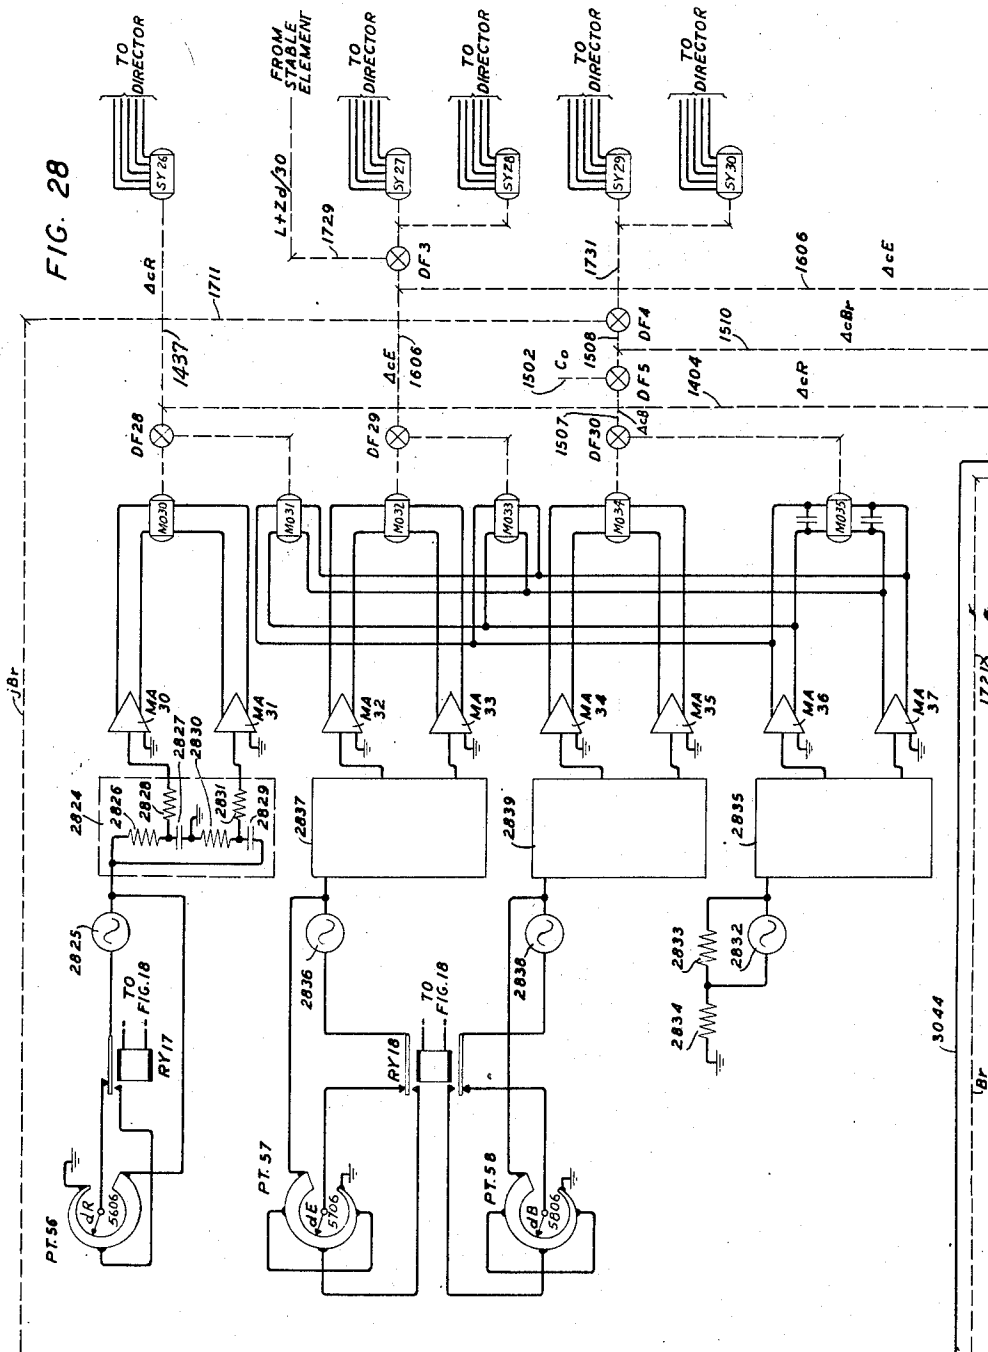 FIG. 28
TO
DIRECTOR
SY26
FROM
STABLE
ELEMENT
TO
DIRECTOR
SY27
TO
DIRECTOR
SY28
TO
DIRECTOR
SY29
TO
DIRECTOR
SY30
L+Zd/30
1729
DF3
ΔcR
1711
1437
ΔcE
1606
1731
1606
ΔcE
DF4
1508
1510
ΔcBr
1502
Co
DF5
1404
ΔcR
1507
ΔcB
DF28
DF29
DF30
MO30
MO31
MO32
MO33
MO34
MO35
jBr
MA
30
MA
31
MA
32
MA
33
MA
34
MA
35
MA
36
MA
37
2824
2826
2828
2827
2830
2831
2829
2837
2839
2835
2825
2836
2838
2833
2832
2834
TO
FIG.18
RY17
TO
FIG.18
RY18
PT.56
dR
5606
PT.57
dE
5706
PT.58
dB
5806
3044
Br
1721X